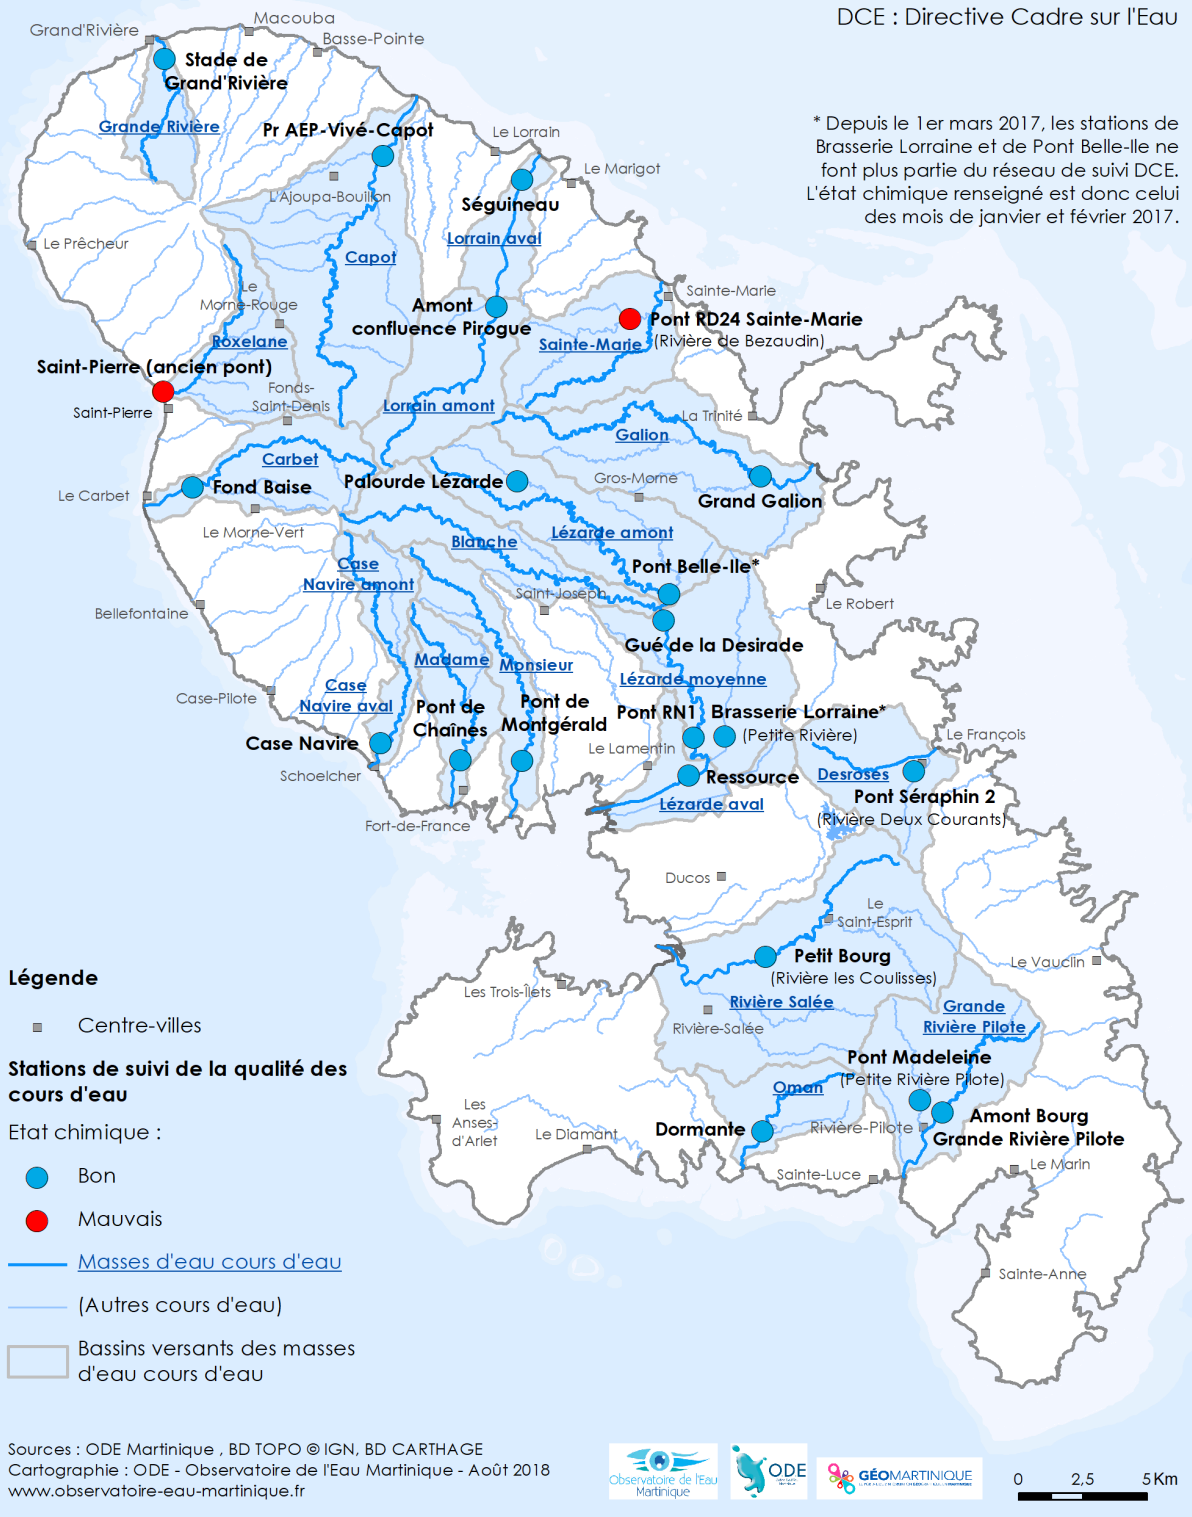 DCE : Directive Cadre sur l'Eau
* Depuis le 1er mars 2017, les stations de
Brasserie Lorraine et de Pont Belle-Ile ne
font plus partie du réseau de suivi DCE.
L'état chimique renseigné est donc celui
des mois de janvier et février 2017.
Macouba
Grand'Rivière
Basse-Pointe
Stade de
Grand'Rivière
Grande Rivière
Pr AEP-Vivé-Capot
Le Lorrain
Le Marigot
L'Ajoupa-Bouillon
Séguineau
Lorrain aval
Le Prêcheur
Capot
Le
Morne-Rouge
Sainte-Marie
Amont
confluence Pirogue
Pont RD24 Sainte-Marie
(Rivière de Bezaudin)
Sainte-Marie
Roxelane
Saint-Pierre (ancien pont)
Saint-Pierre
Fonds-
Saint-Denis
Lorrain amont
La Trinité
Galion
Carbet
Palourde Lézarde
Gros-Morne
Fond Baise
Le Carbet
Grand Galion
Le Morne-Vert
Lézarde amont
Blanche
Case
Navire amont
Pont Belle-Ile*
Saint-Joseph
Le Robert
Bellefontaine
Gué de la Desirade
Madame
Monsieur
Lézarde moyenne
Case
Navire aval
Case-Pilote
Pont de
Chaînes
Pont de
Montgérald
Pont RN1
Brasserie Lorraine*
(Petite Rivière)
Case Navire
Le Lamentin
Le François
Schoelcher
Ressource
Desroses
Pont Séraphin 2
(Rivière Deux Courants)
Lézarde aval
Fort-de-France
Ducos
Le
Saint-Esprit
Petit Bourg
(Rivière les Coulisses)
Le Vauclin
Les Trois-Îlets
Rivière Salée
Rivière-Salée
Grande
Rivière Pilote
Pont Madeleine
(Petite Rivière Pilote)
Oman
Les
Anses-
d'Arlet
Le Diamant
Dormante
Rivière-Pilote
Amont Bourg
Grande Rivière Pilote
Sainte-Luce
Le Marin
Sainte-Anne
Légende
Centre-villes
Stations de suivi de la qualité des
cours d'eau
Etat chimique :
Bon
Mauvais
Masses d'eau cours d'eau
(Autres cours d'eau)
Bassins versants des masses
d'eau cours d'eau
Sources : ODE Martinique , BD TOPO © IGN, BD CARTHAGE
Cartographie : ODE - Observatoire de l'Eau Martinique - Août 2018
www.observatoire-eau-martinique.fr
Observatoire de l'Eau
Martinique
ODE
GÉOMARTINIQUE
0 2,5 5 Km